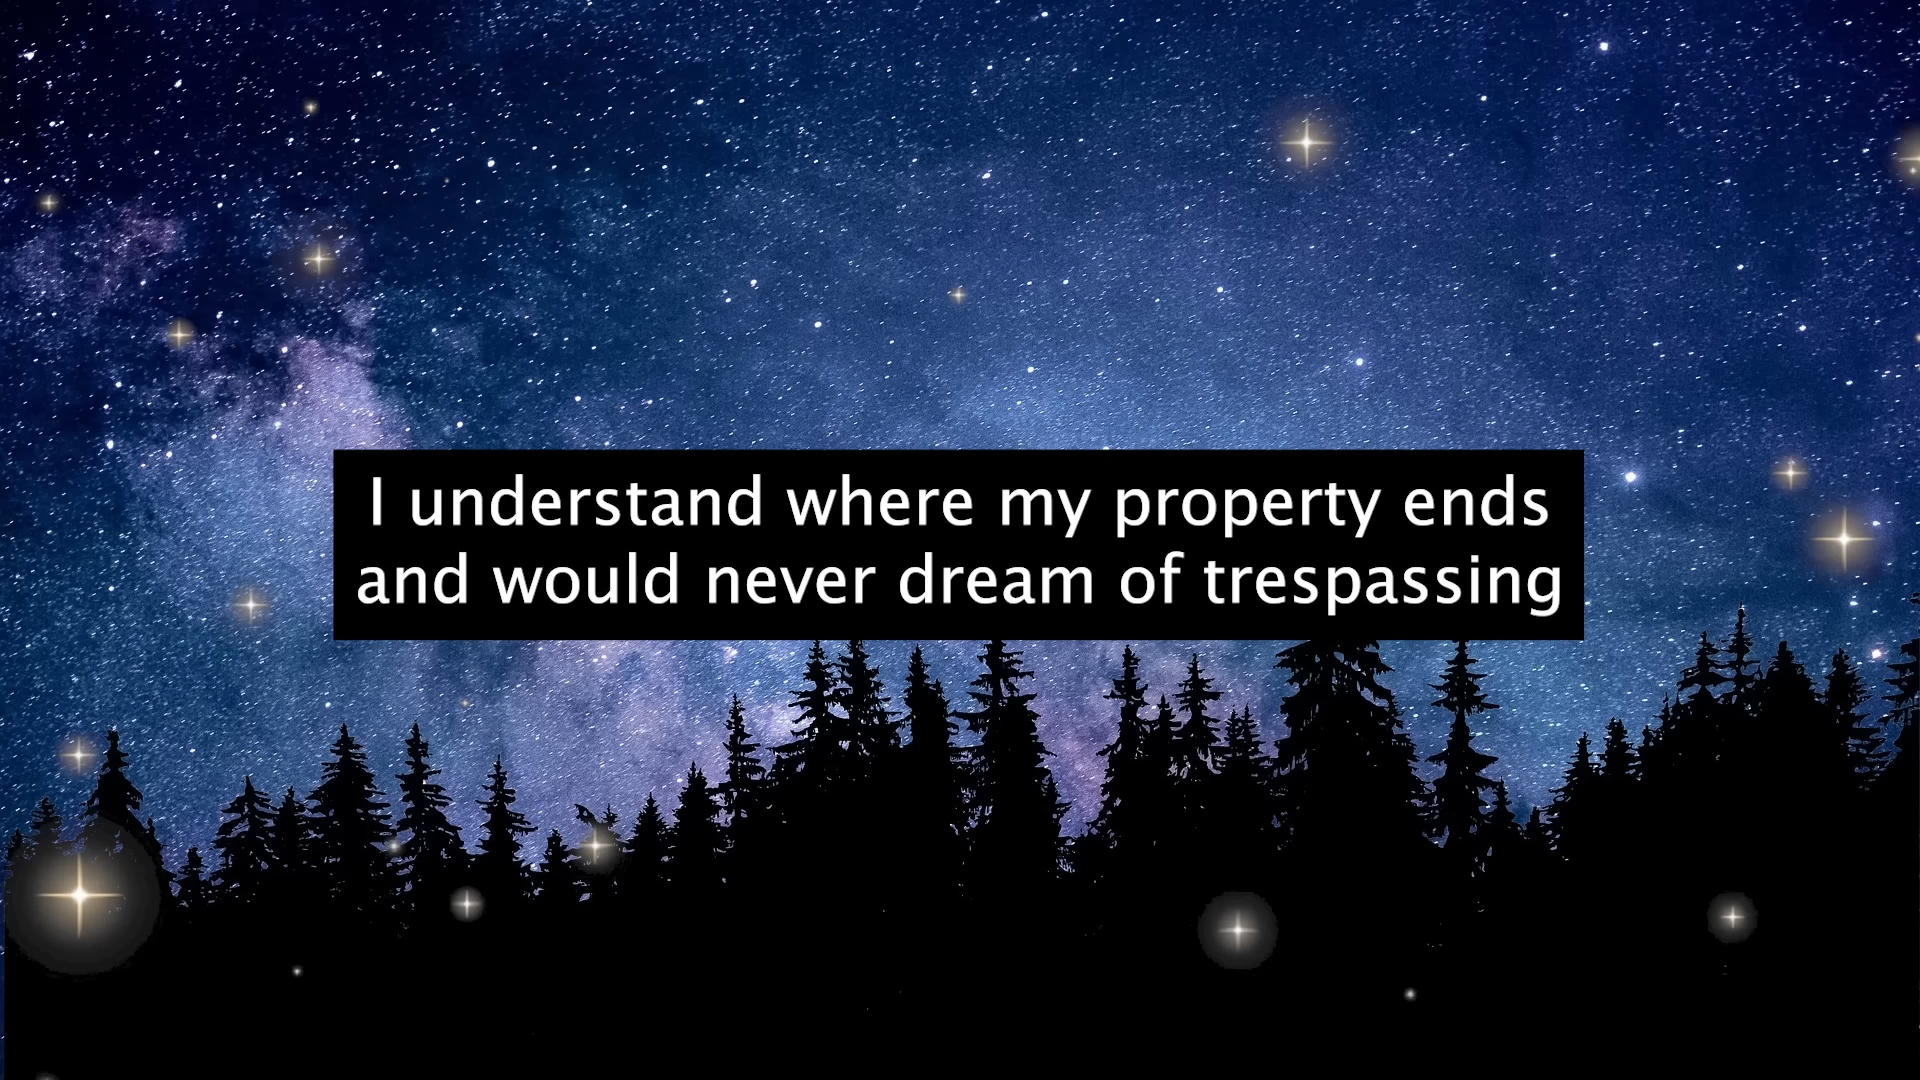 I understand where my property ends
and would never dream of trespassing